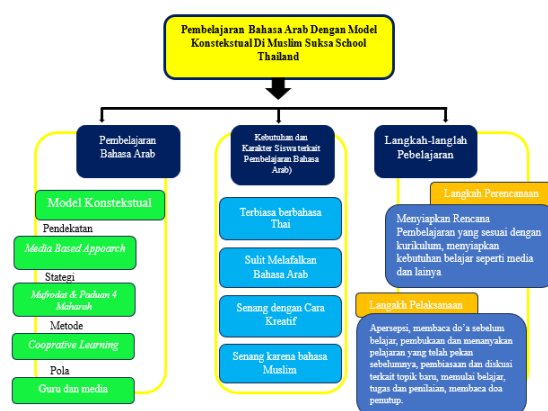 Pembelajaran Bahasa Arab Dengan Model
Konstekstual Di Muslim Suksa School
Thailand
Pembelajaran
Bahasa Arab
Model Konstekstual
Pendekatan
Media Based Appoarch
Stategi
Mufrodat & Paduan 4
Maharah
Metode
Cooprative Learning
Pola
Guru dan media
Kebutuhan dan
Karakter Siswa terkait
Pembelajaran Bahasa
Arab)
Terbiasa berbahasa
Thai
Sulit Melafalkan
Bahasa Arab
Senang dengan Cara
Kreatif
Senang karena bahasa
Muslim
Langkah-langlah
Pebelajaran
Langkah Perencanaan
Menyiapkan Rencana
Pembelajaran yang sesuai dengan
kurikulum, menyiapkan
kebutuhan belajar seperti media
dan lainya
Langakh Pelaksanaan
Apersepsi, membaca do’a sebelum
belajar, pembukaan dan menanyakan
pelajaran yang telah pekan
sebelumnya, pembiasaan dan diskusi
terkait topik baru, memulai belajar,
tugas dan penilaian, membaca doa
penutup.